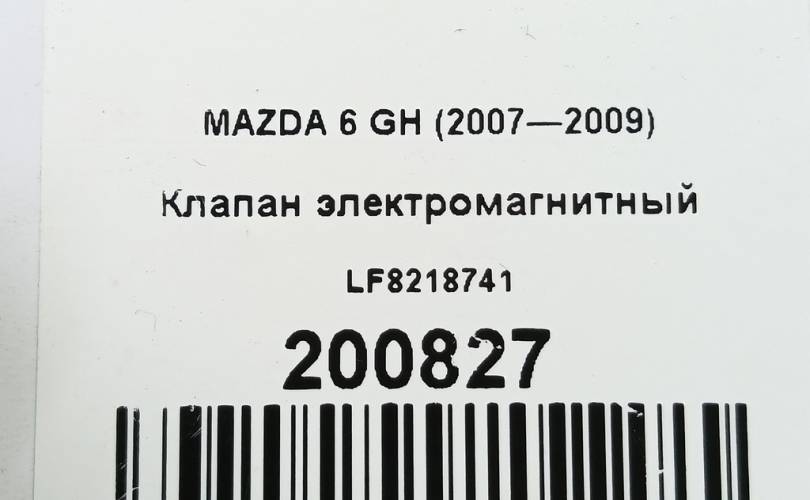 MAZDA 6 GH (2007—2009)
Клапан электромагнитный
LF8218741
200827